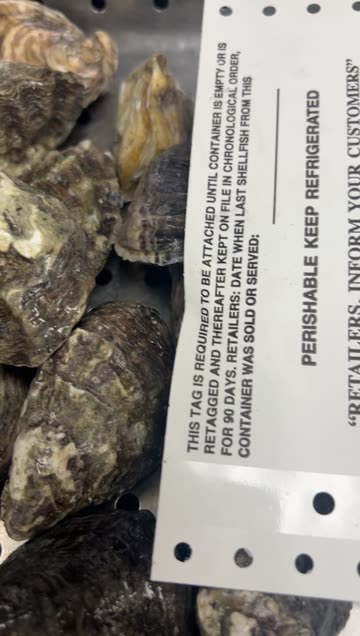 THIS TAG IS REQUIRED TO BE ATTACHED UNTIL CONTAINER IS EMPTY OR IS
RETAGGED AND THEREAFTER KEPT ON FILE IN CHRONOLOGICAL ORDER,
FOR 90 DAYS. RETAILERS: DATE WHEN LAST SHELLFISH FROM THIS
CONTAINER WAS SOLD OR SERVED:
PERISHABLE KEEP REFRIGERATED
"RETAILERS, INFORM YOUR CUSTOMERS"